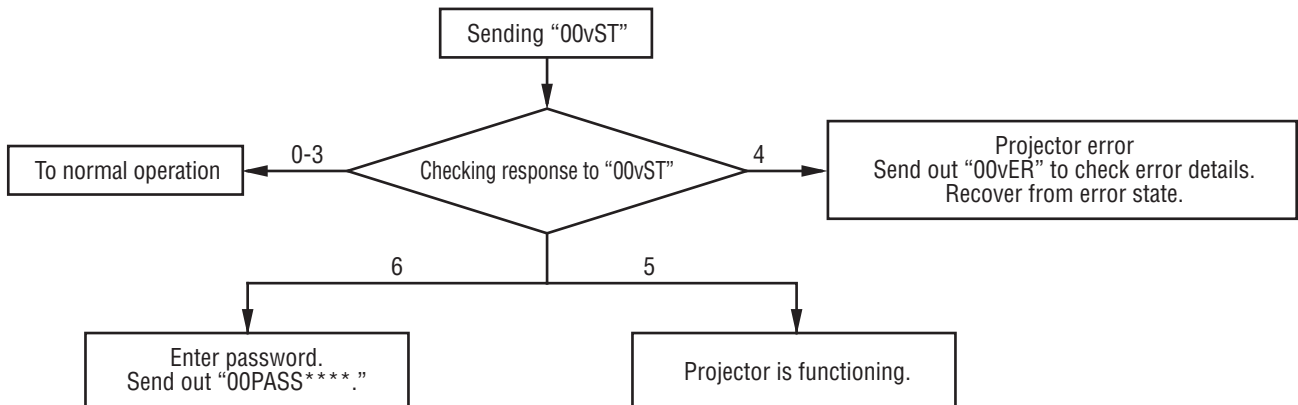 Sending “00vST”
To normal operation
0-3
Checking response to “00vST”
4
Projector error
Send out “00vER” to check error details.
Recover from error state.
6
5
Enter password.
Send out “00PASS****.”
Projector is functioning.